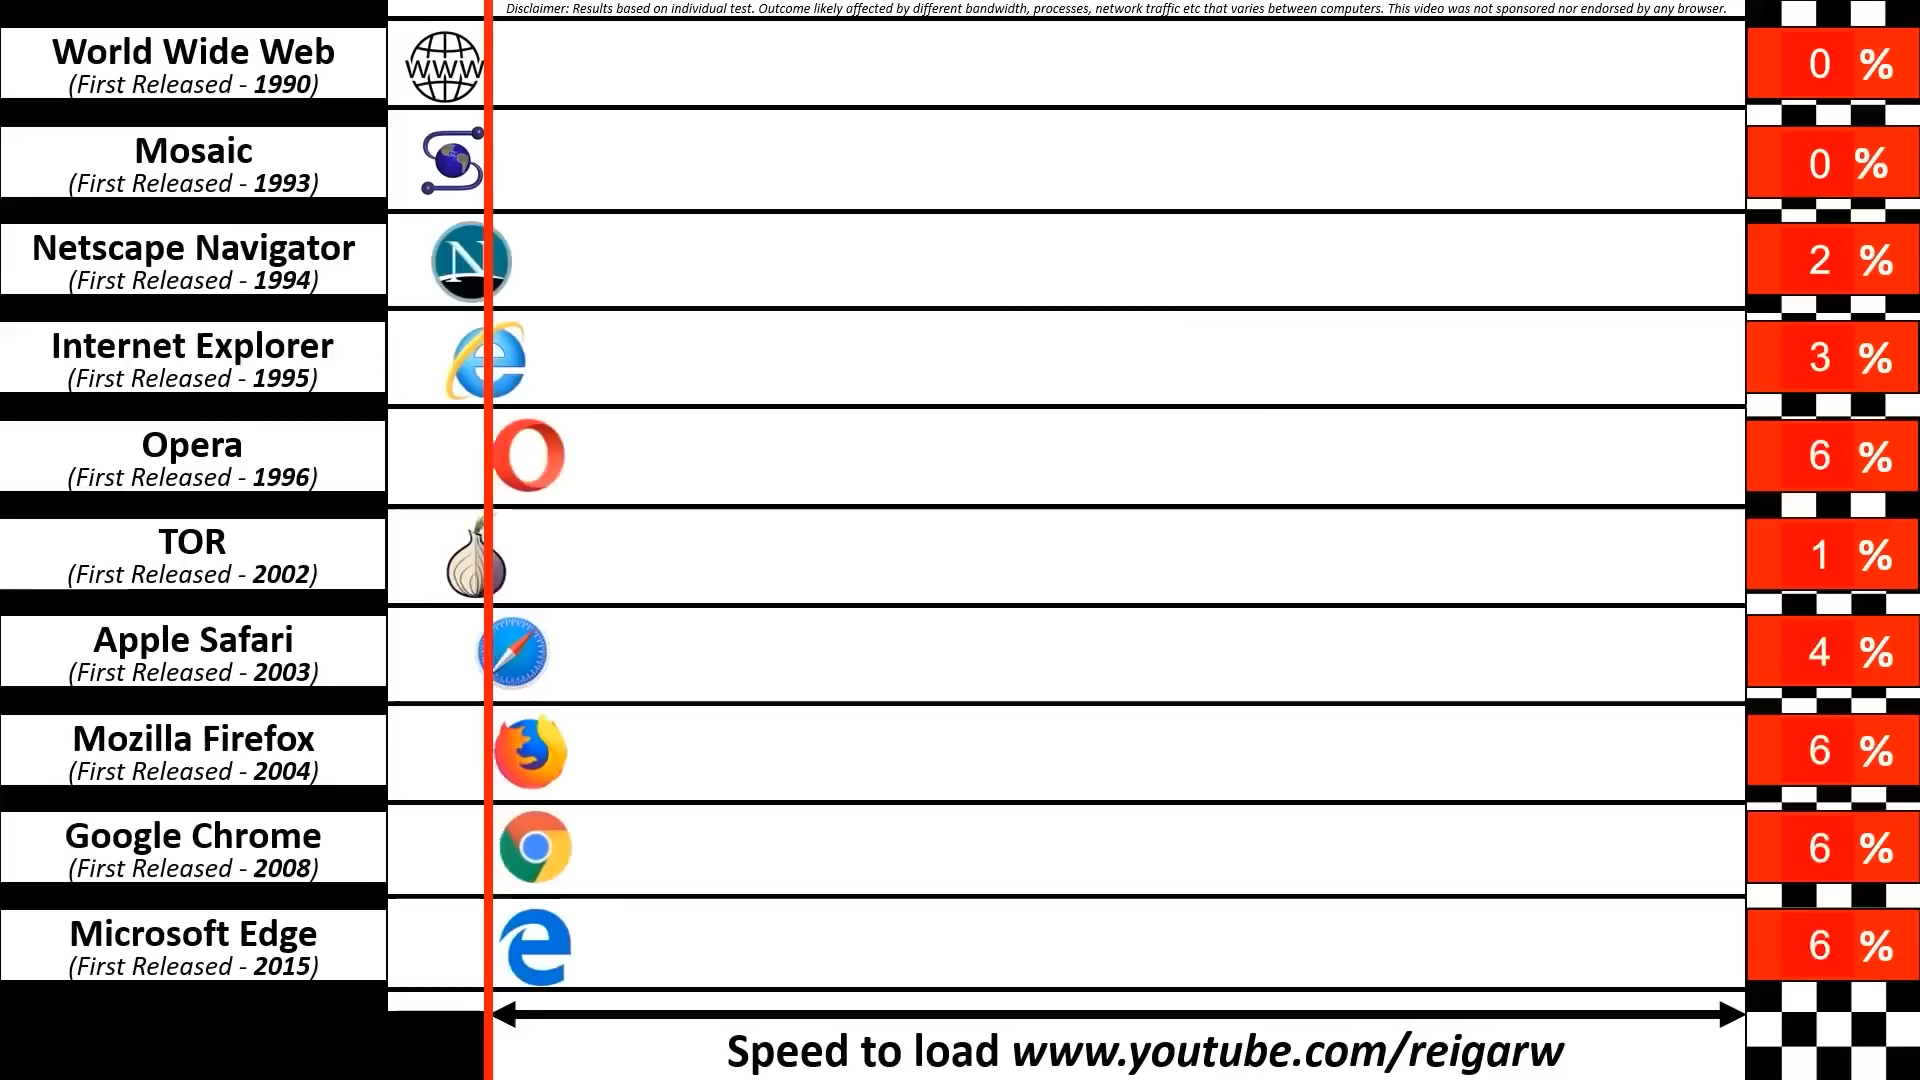 Disclaimer: Results based on individual test. Outcome likely affected by different bandwidth, processes, network traffic etc that varies between computers. This video was not sponsored nor endorsed by any browser.
World Wide Web
(First Released - 1990)
WWW
0 %
Mosaic
(First Released - 1993)
0 %
Netscape Navigator
(First Released - 1994)
N
2 %
Internet Explorer
(First Released - 1995)
3 %
Opera
(First Released - 1996)
6 %
TOR
(First Released - 2002)
1 %
Apple Safari
(First Released - 2003)
4 %
Mozilla Firefox
(First Released - 2004)
6 %
Google Chrome
(First Released - 2008)
6 %
Microsoft Edge
(First Released - 2015)
6 %
Speed to load www.youtube.com/reigarw